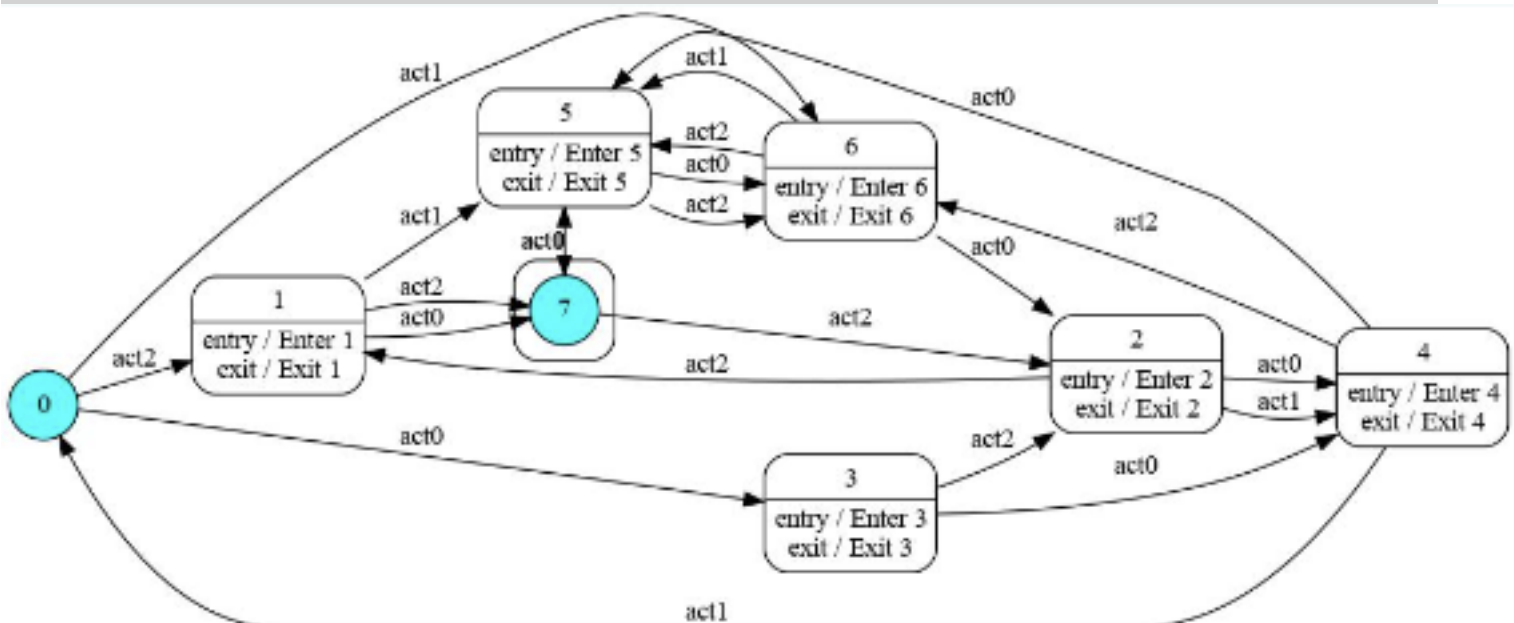 act1
act0
act1
5
entry / Enter 5
exit / Exit 5
act2
act0
act2
6
entry / Enter 6
exit / Exit 6
act1
act0
act2
act0
1
entry / Enter 1
exit / Exit 1
act2
act0
7
act2
act2
act2
0
2
entry / Enter 2
exit / Exit 2
act0
act1
4
entry / Enter 4
exit / Exit 4
act0
act2
act0
3
entry / Enter 3
exit / Exit 3
act1